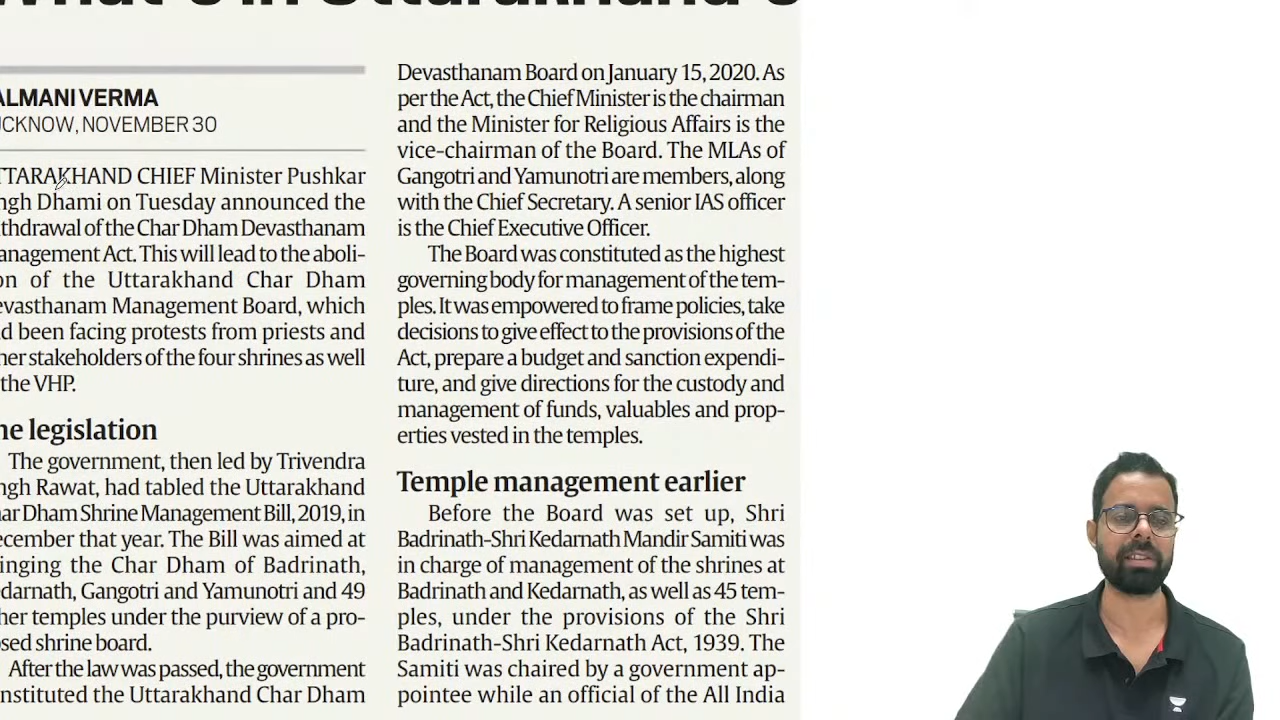 ALMANI VERMA
UCKNOW, NOVEMBER 30
TTARAKHAND CHIEF Minister Pushkar
ngh Dhami on Tuesday announced the
thdrawal of the Char Dham Devasthanam
anagement Act. This will lead to the aboli-
on of the Uttarakhand Char Dham
evasthanam Management Board, which
d been facing protests from priests and
her stakeholders of the four shrines as well
the VHP.
he legislation
The government, then led by Trivendra
ngh Rawat, had tabled the Uttarakhand
har Dham Shrine Management Bill, 2019, in
ecember that year. The Bill was aimed at
inging the Char Dham of Badrinath,
edarnath, Gangotri and Yamunotri and 49
her temples under the purview of a pro-
osed shrine board.
After the law was passed, the government
nstituted the Uttarakhand Char Dham
Devasthanam Board on January 15, 2020. As
per the Act, the Chief Minister is the chairman
and the Minister for Religious Affairs is the
vice-chairman of the Board. The MLAs of
Gangotri and Yamunotri are members, along
with the Chief Secretary. A senior IAS officer
is the Chief Executive Officer.
The Board was constituted as the highest
governing body for management of the tem-
ples. It was empowered to frame policies, take
decisions to give effect to the provisions of the
Act, prepare a budget and sanction expendi-
ture, and give directions for the custody and
management of funds, valuables and prop-
erties vested in the temples.
Temple management earlier
Before the Board was set up, Shri
Badrinath-Shri Kedarnath Mandir Samiti was
in charge of management of the shrines at
Badrinath and Kedarnath, as well as 45 tem-
ples, under the provisions of the Shri
Badrinath-Shri Kedarnath Act, 1939. The
Samiti was chaired by a government ap-
pointee while an official of the All India